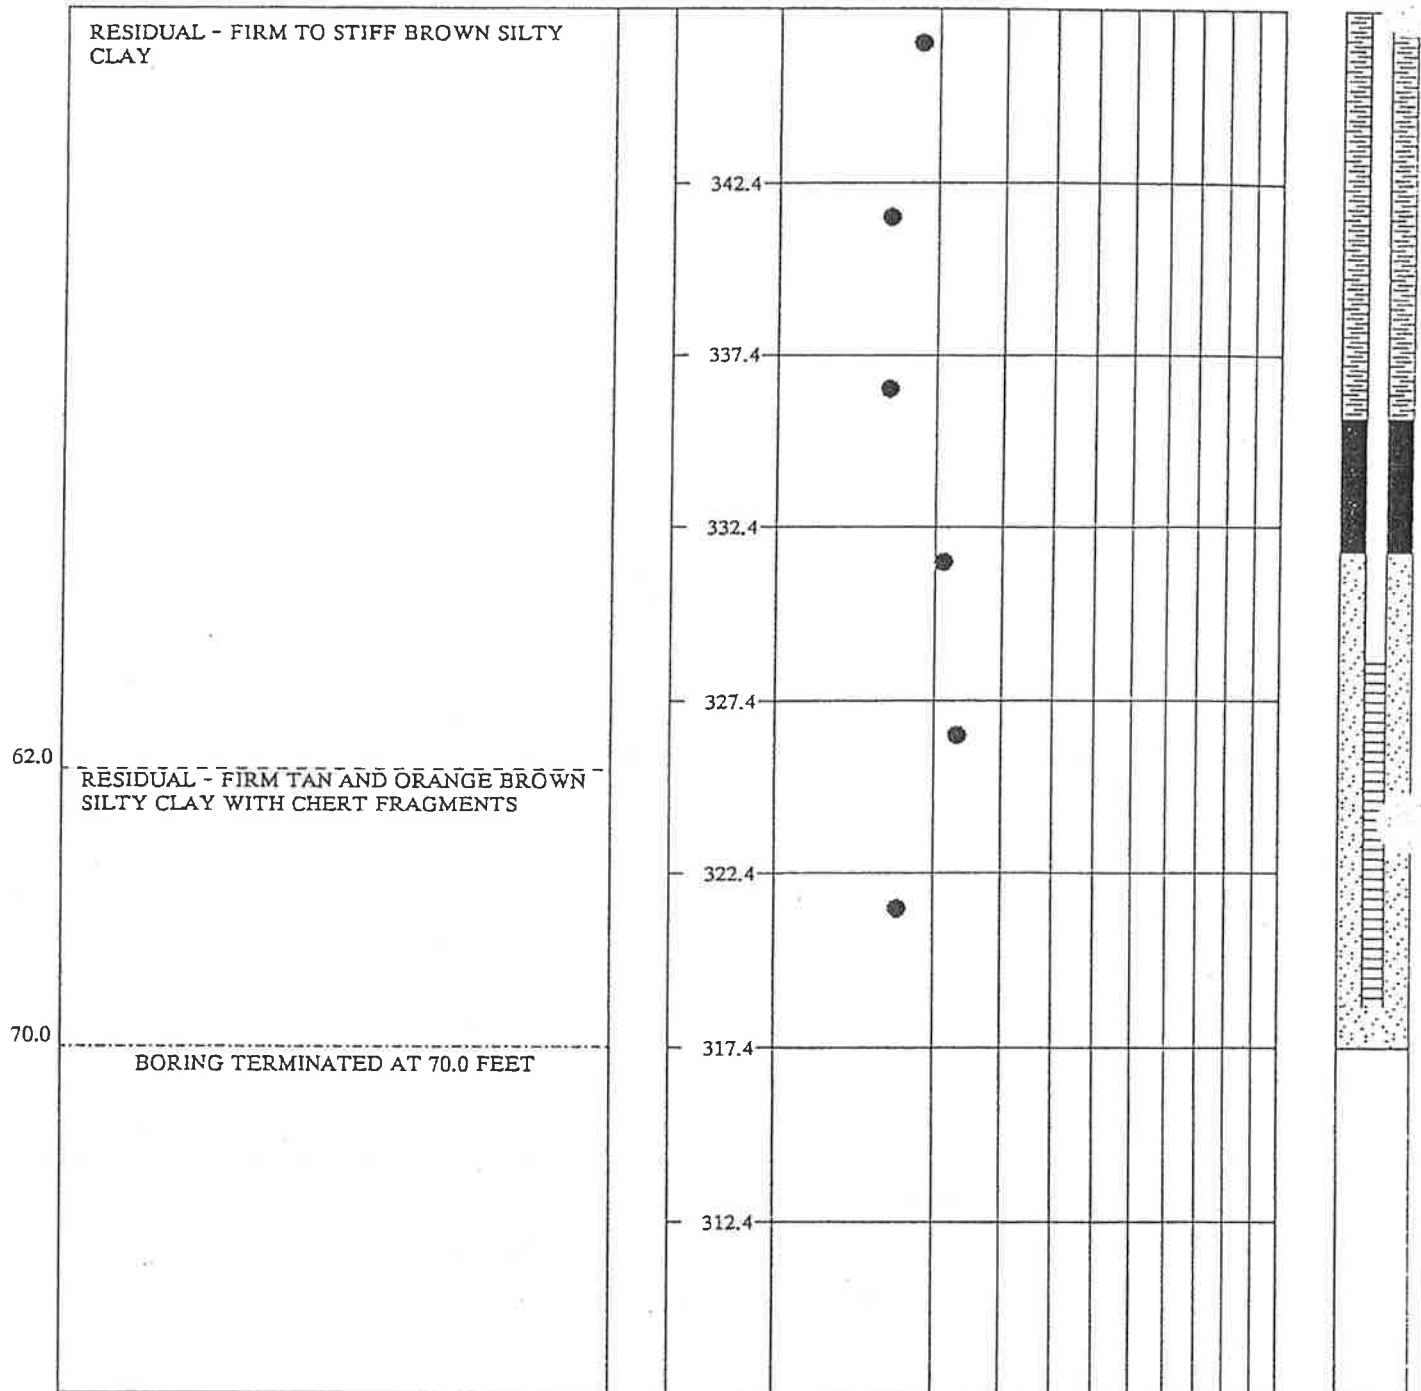 RESIDUAL - FIRM TO STIFF BROWN SILTY
CLAY
342.4
337.4
332.4
327.4
62.0
RESIDUAL - FIRM TAN AND ORANGE BROWN
SILTY CLAY WITH CHERT FRAGMENTS
322.4
70.0
BORING TERMINATED AT 70.0 FEET
317.4
312.4